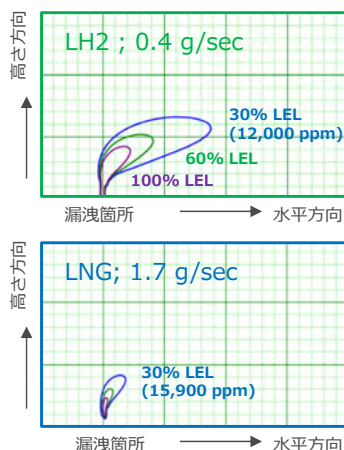 LH2 ; 0.4 g/sec
高さ方向
30% LEL
(12,000 ppm)
60% LEL
100% LEL
漏洩箇所
水平方向
LNG; 1.7 g/sec
高さ方向
30% LEL
(15,900 ppm)
漏洩箇所
水平方向